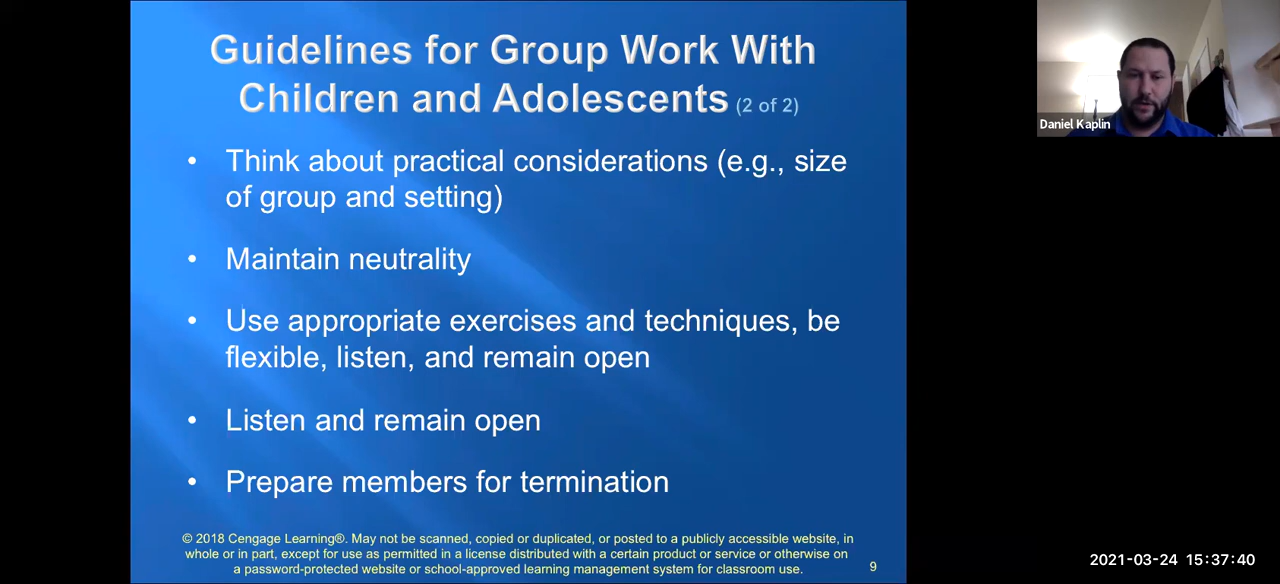 Guidelines for Group Work With
Children and Adolescents (2 of 2)
• Think about practical considerations (e.g., size
of group and setting)
• Maintain neutrality
• Use appropriate exercises and techniques, be
flexible, listen, and remain open
• Listen and remain open
• Prepare members for termination
© 2018 Cengage Learning®. May not be scanned, copied or duplicated, or posted to a publicly accessible website, in
whole or in part, except for use as permitted in a license distributed with a certain product or service or otherwise on
a password-protected website or school-approved learning management system for classroom use.
9
Daniel Kaplin
2021-03-24 15:37:40